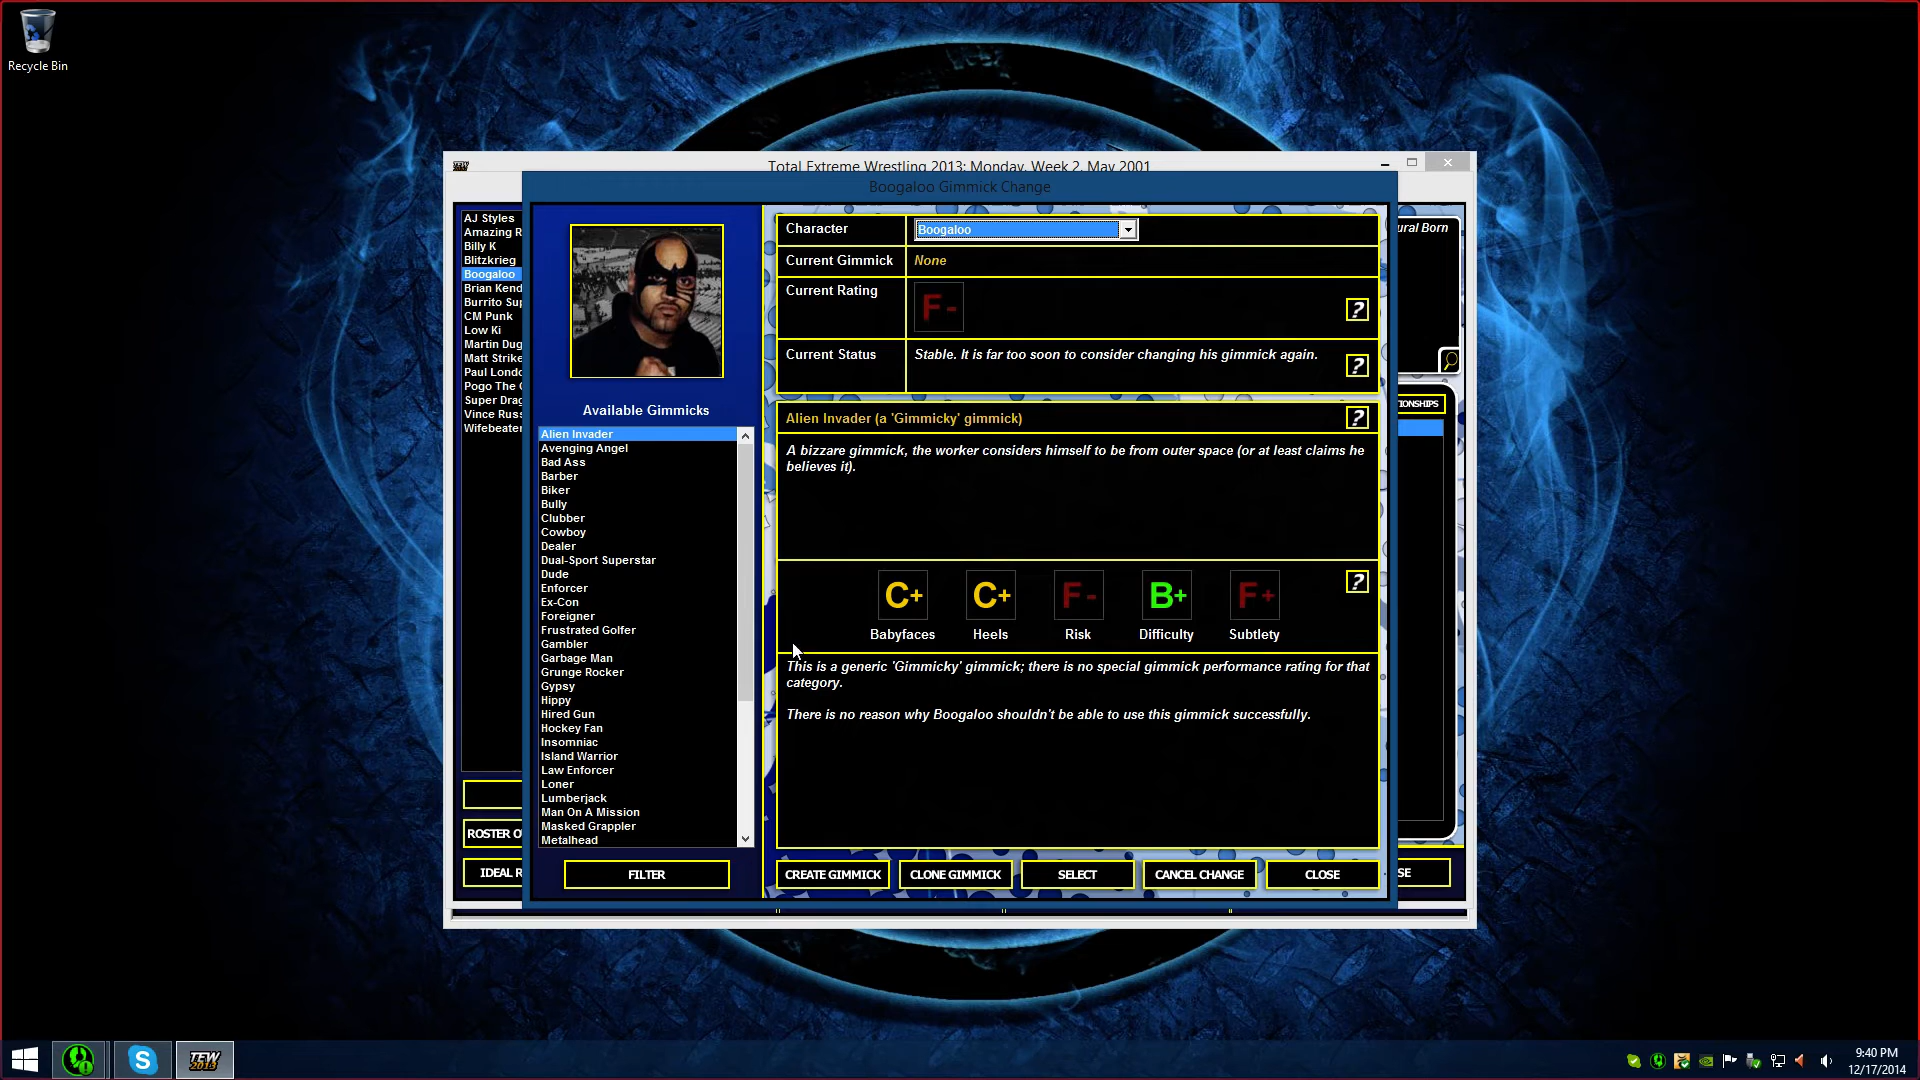 Recycle Bin
Total Extreme Wrestling 2013: Monday, Week 2, May 2001
Boogaloo Gimmick Change
AJ Styles
Amazing R
Billy K
Blitzkrieg
Boogaloo
Brian Kend
Burrito Sup
CM Punk
Low Ki
Martin Dug
Matt Strike
Paul Londo
Pogo The C
Super Drag
Vince Russ
Wifebeater
ROSTER O
IDEAL R
Available Gimmicks
Alien Invader
Avenging Angel
Bad Ass
Barber
Biker
Bully
Clubber
Cowboy
Dealer
Dual-Sport Superstar
Dude
Enforcer
Ex-Con
Foreigner
Frustrated Golfer
Gambler
Garbage Man
Grunge Rocker
Gypsy
Hippy
Hired Gun
Hockey Fan
Insomniac
Island Warrior
Law Enforcer
Loner
Lumberjack
Man On A Mission
Masked Grappler
Metalhead
FILTER
Character Boogaloo
Current Gimmick None
Current Rating F- ?
Current Status Stable. It is far too soon to consider changing his gimmick again. ?
Alien Invader (a 'Gimmicky' gimmick) ?
A bizzare gimmick, the worker considers himself to be from outer space (or at least claims he
believes it).
C+ C+ F- B+ F+ ?
Babyfaces Heels Risk Difficulty Subtlety
This is a generic 'Gimmicky' gimmick; there is no special gimmick performance rating for that
category.
There is no reason why Boogaloo shouldn't be able to use this gimmick successfully.
CREATE GIMMICK CLONE GIMMICK SELECT CANCEL CHANGE CLOSE
ural Born
IONSHIPS
SE
TEW
2013
9:40 PM
12/17/2014